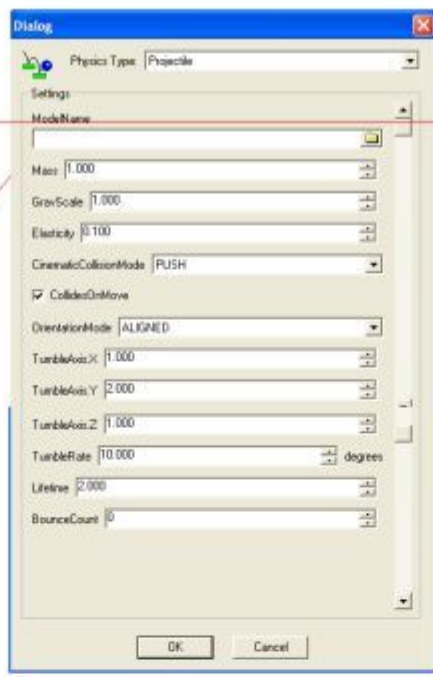 Dialog
Physics Type: Projectile
Settings
ModelName
Mass 1.000
GravScale 1.000
Elasticity 0.100
CinematicCollisionMode PUSH
CollidesOnMove
OrientationMode ALIGNED
TumbleAxis.X 1.000
TumbleAxis.Y 2.000
TumbleAxis.Z 1.000
TumbleRate 10.000 degrees
Lifetime 2.000
BounceCount 0
OK Cancel